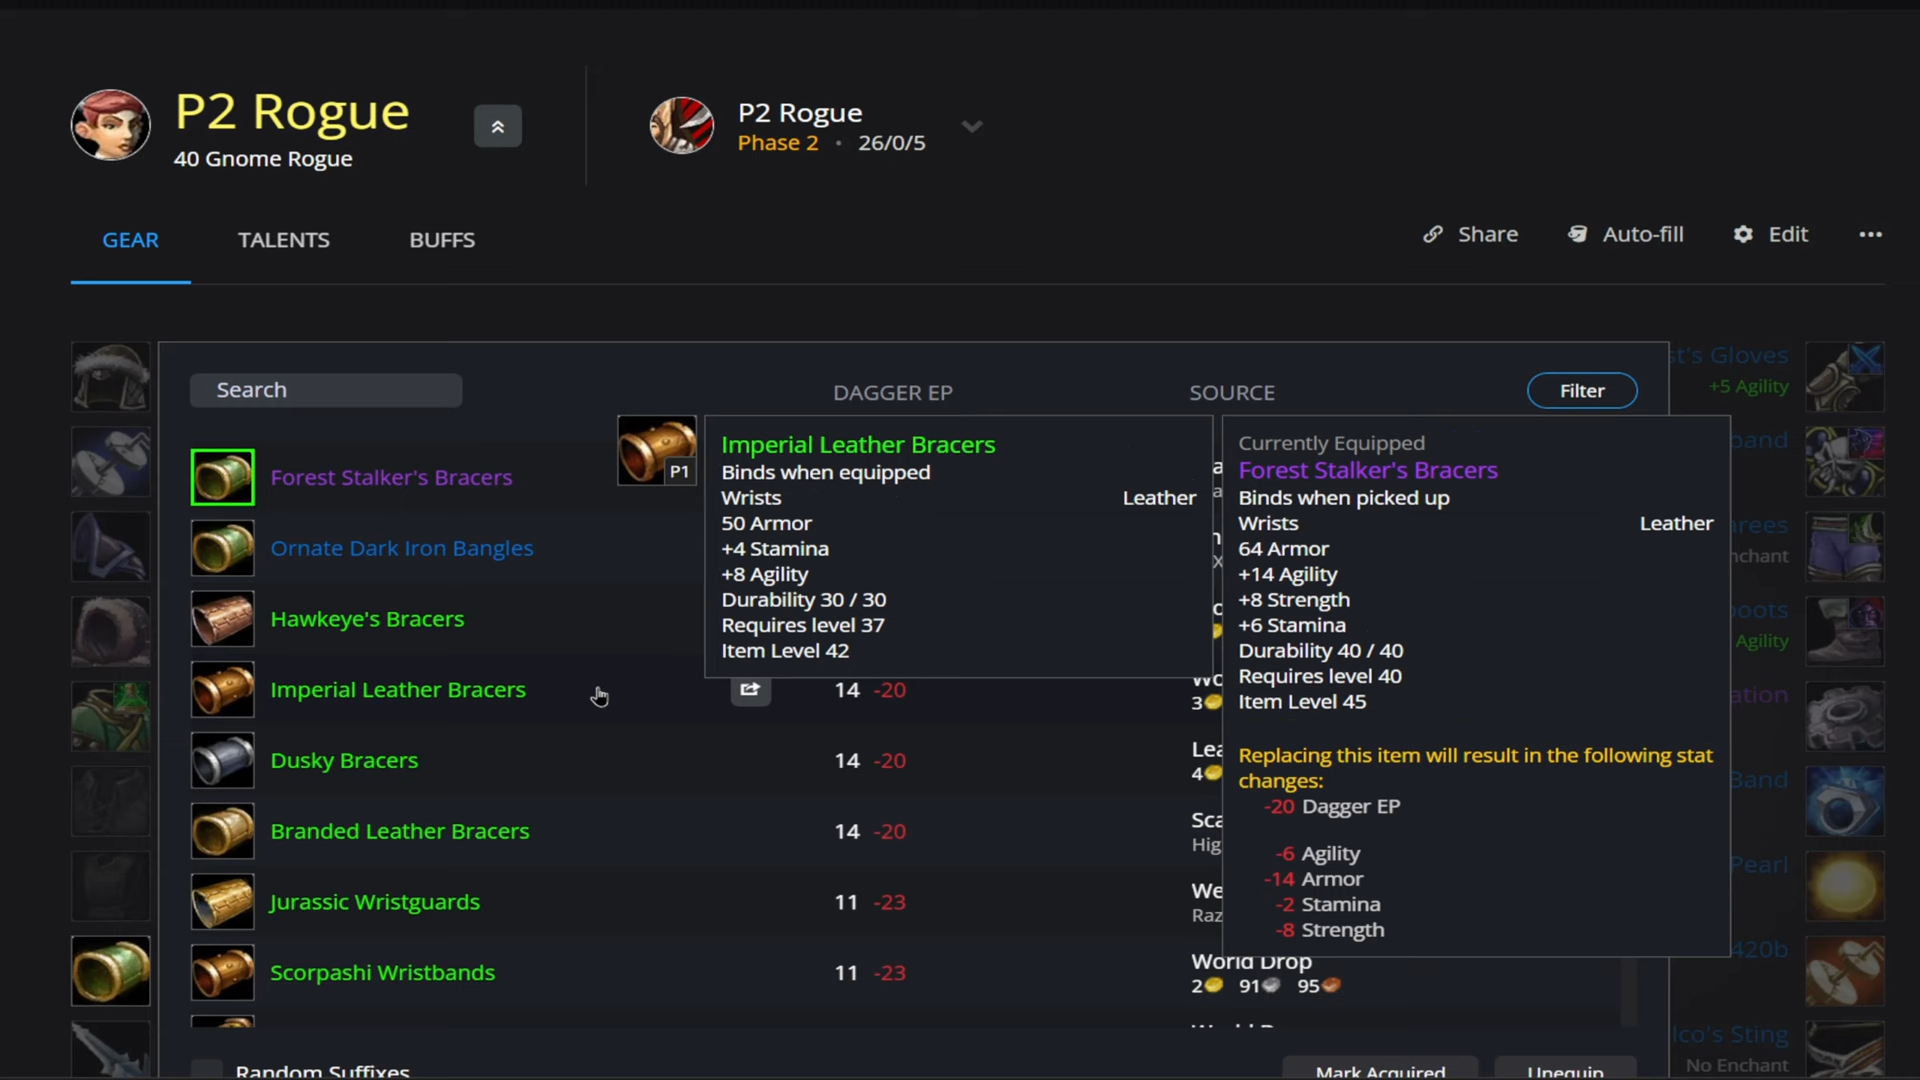 P2 Rogue
40 Gnome Rogue
P2 Rogue
Phase 2 • 26/0/5
GEAR
TALENTS
BUFFS
Share
Auto-fill
Edit
Search
DAGGER EP
SOURCE
Filter
Forest Stalker's Bracers
Ornate Dark Iron Bangles
Hawkeye's Bracers
Imperial Leather Bracers
14 -20
3
Dusky Bracers
14 -20
4
Branded Leather Bracers
14 -20
Jurassic Wristguards
11 -23
Scorpashi Wristbands
11 -23
World Drop
2 91 95
P1
Imperial Leather Bracers
Binds when equipped
Wrists Leather
50 Armor
+4 Stamina
+8 Agility
Durability 30 / 30
Requires level 37
Item Level 42
Currently Equipped
Forest Stalker's Bracers
Binds when picked up
Wrists Leather
64 Armor
+14 Agility
+8 Strength
+6 Stamina
Durability 40 / 40
Requires level 40
Item Level 45
Replacing this item will result in the following stat
changes:
-20 Dagger EP
-6 Agility
-14 Armor
-2 Stamina
-8 Strength
Gloves
+5 Agility
Agility
Band
Pearl
420b
Sting
No Enchant
Random Suffixes
Mark Acquired
Unequip